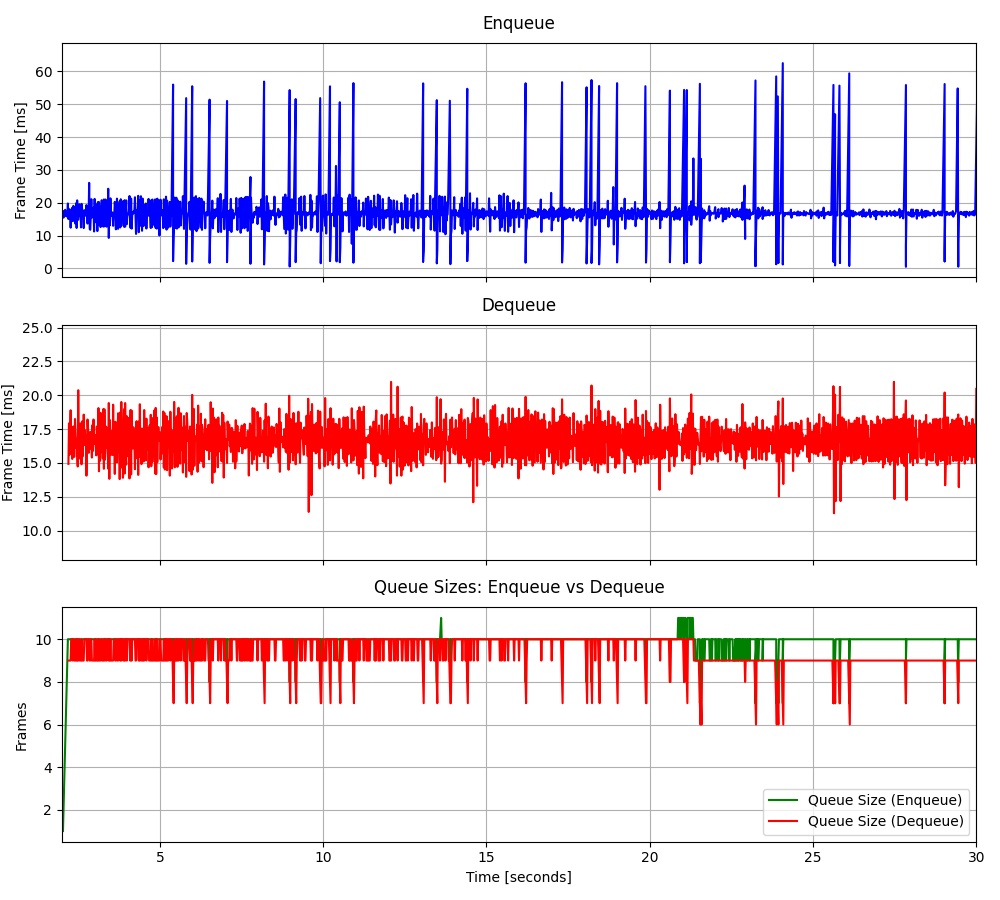 Enqueue
Frame Time [ms]
60
50
40
30
20
10
0
Dequeue
Frame Time [ms]
25.0
22.5
20.0
17.5
15.0
12.5
10.0
Queue Sizes: Enqueue vs Dequeue
Frames
10
8
6
4
2
Queue Size (Enqueue)
Queue Size (Dequeue)
5 10 15 20 25 30
Time [seconds]